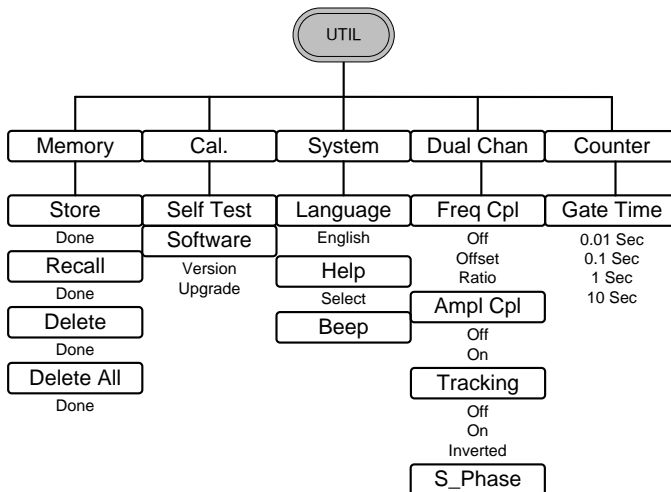 UTIL
Memory
Cal.
System
Dual Chan
Counter
Store
Done
Recall
Done
Delete
Done
Delete All
Done
Self Test
Software
Version
Upgrade
Language
English
Help
Select
Beep
Freq Cpl
Off
Offset
Ratio
Ampl Cpl
Off
On
Tracking
Off
On
Inverted
S_Phase
Gate Time
0.01 Sec
0.1 Sec
1 Sec
10 Sec